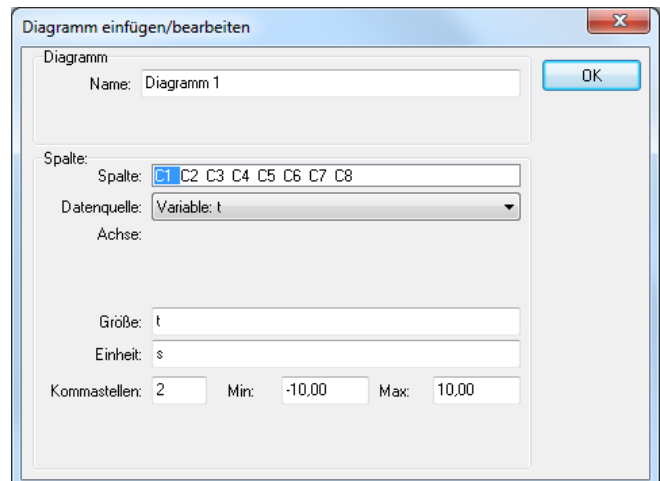 Diagramm einfügen/bearbeiten
Diagramm
Name: Diagramm 1
OK
Spalte:
Spalte: C1 C2 C3 C4 C5 C6 C7 C8
Datenquelle: Variable: t
Achse:
Größe: t
Einheit: s
Kommastellen: 2 Min: -10,00 Max: 10,00